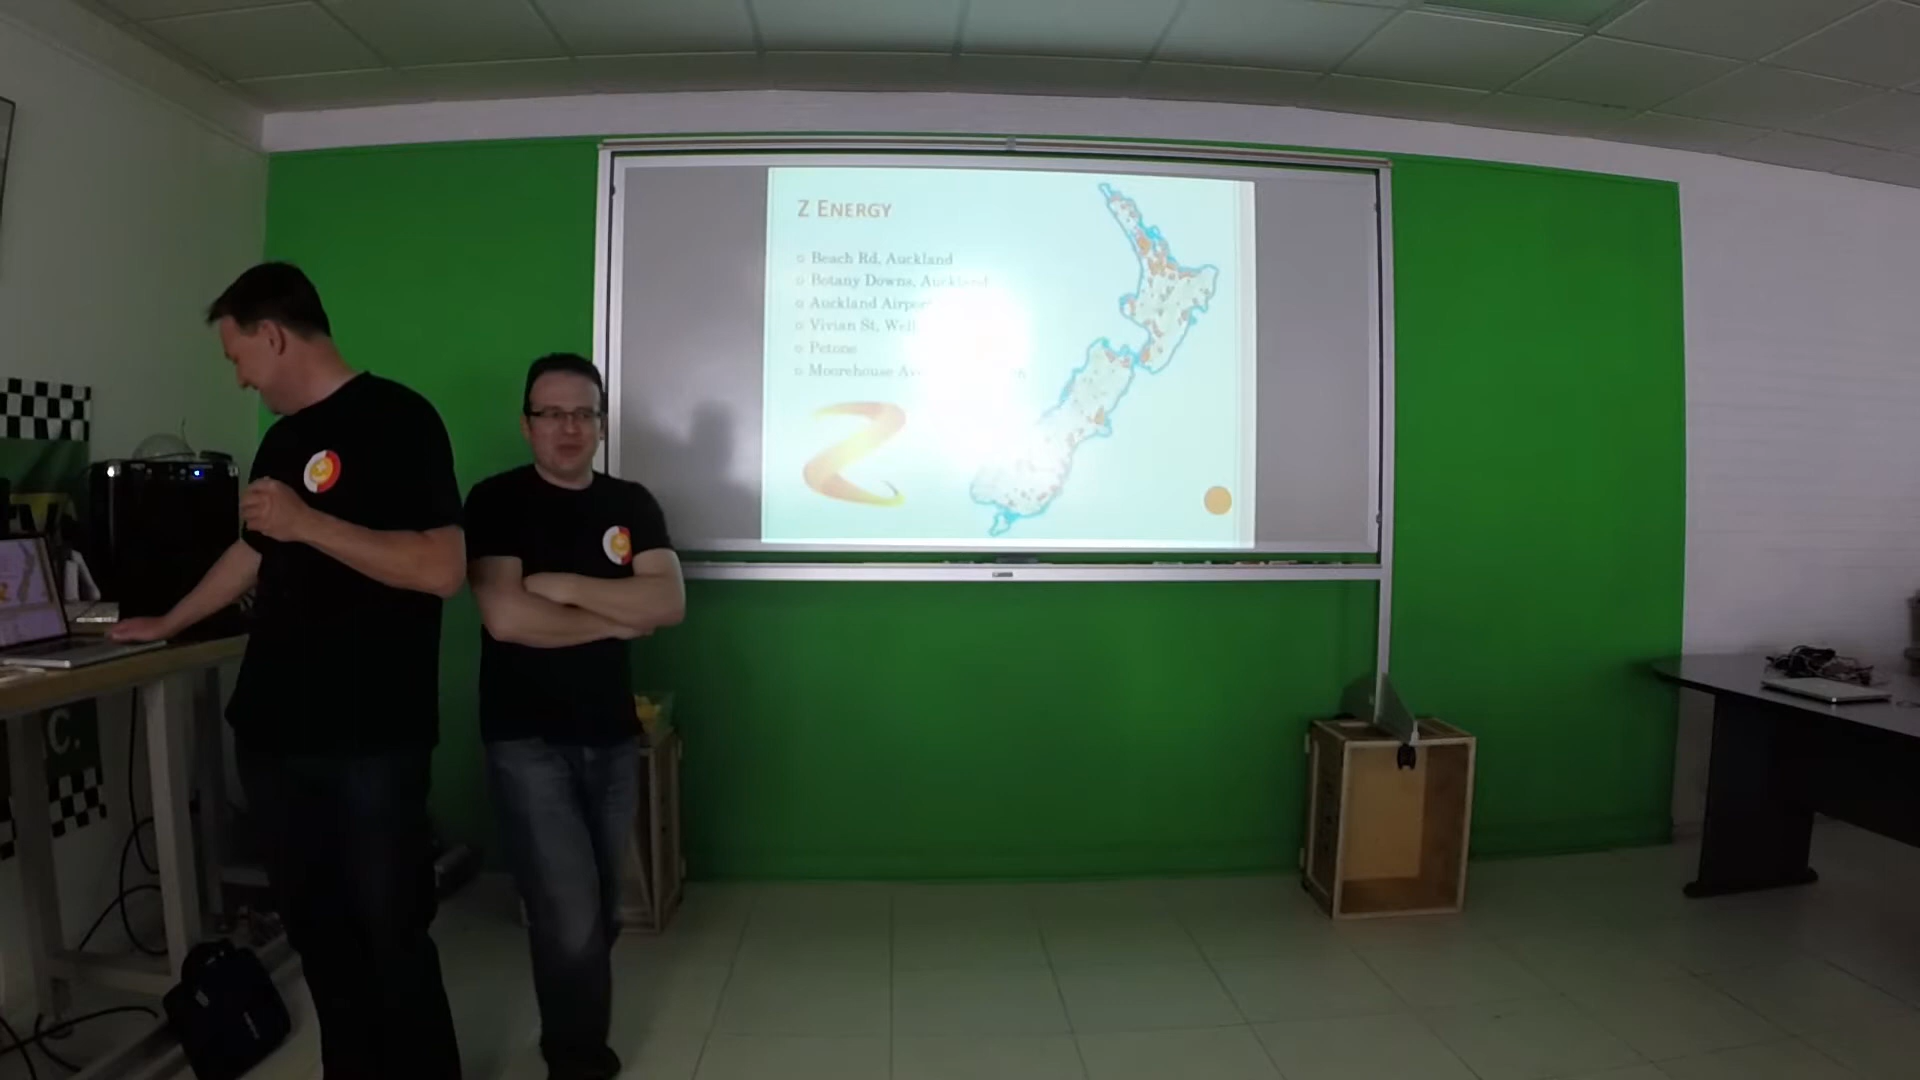 Z ENERGY
Beach Rd, Auckland
Botany Downs, Auckland
Auckland Airport
Vivian St,
Petone
Moorehouse
C.